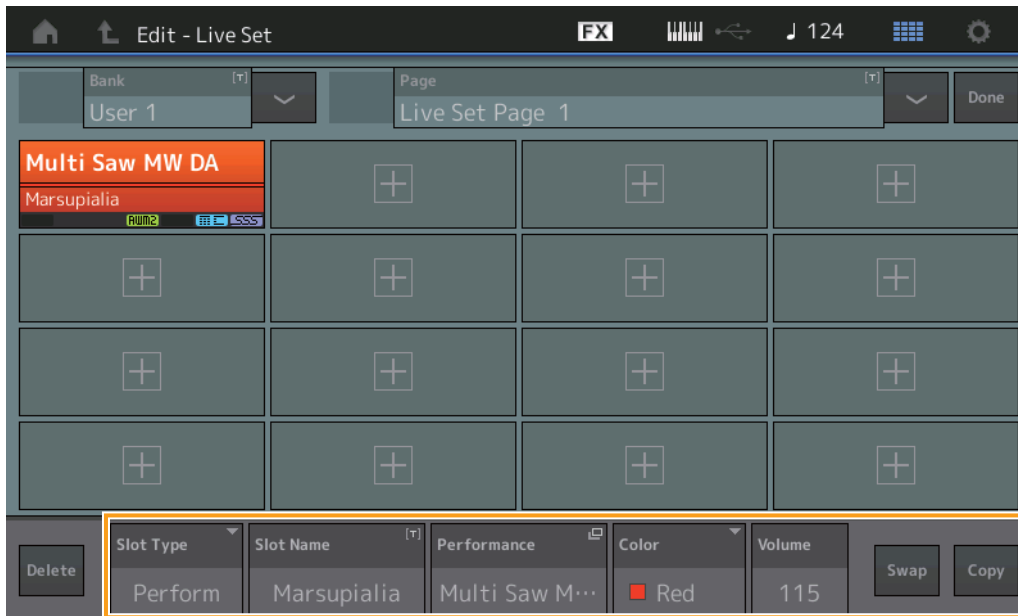 Edit - Live Set
FX
♩ 124
Bank
[T]
User 1
Page
[T]
Live Set Page 1
Done
Multi Saw MW DA
Marsupialia
AWM2
SSS
Delete
Slot Type
Perform
Slot Name
[T]
Marsupialia
Performance
Multi Saw M···
Color
Red
Volume
115
Swap
Copy